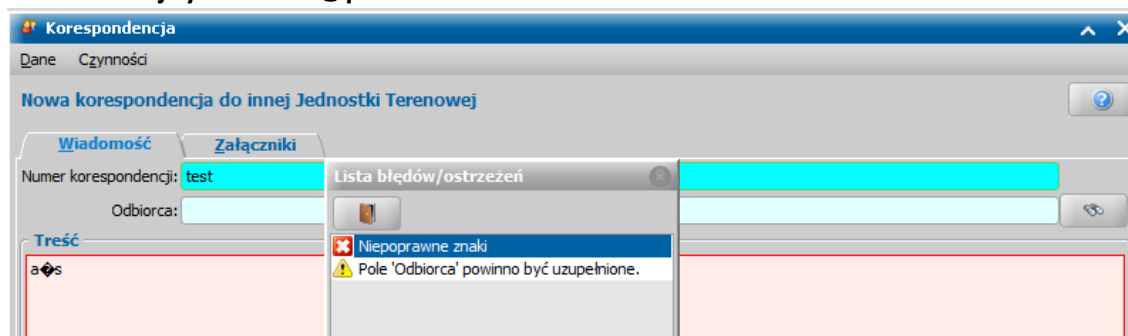 Korespondencja
Dane Czynności
Nowa korespondencja do innej Jednostki Terenowej
Wiadomość Załączniki
Numer korespondencji: test
Odbiorca:
Treść
a�s
Lista błędów/ostrzeżeń
Niepoprawne znaki
Pole 'Odbiorca' powinno być uzupełnione.